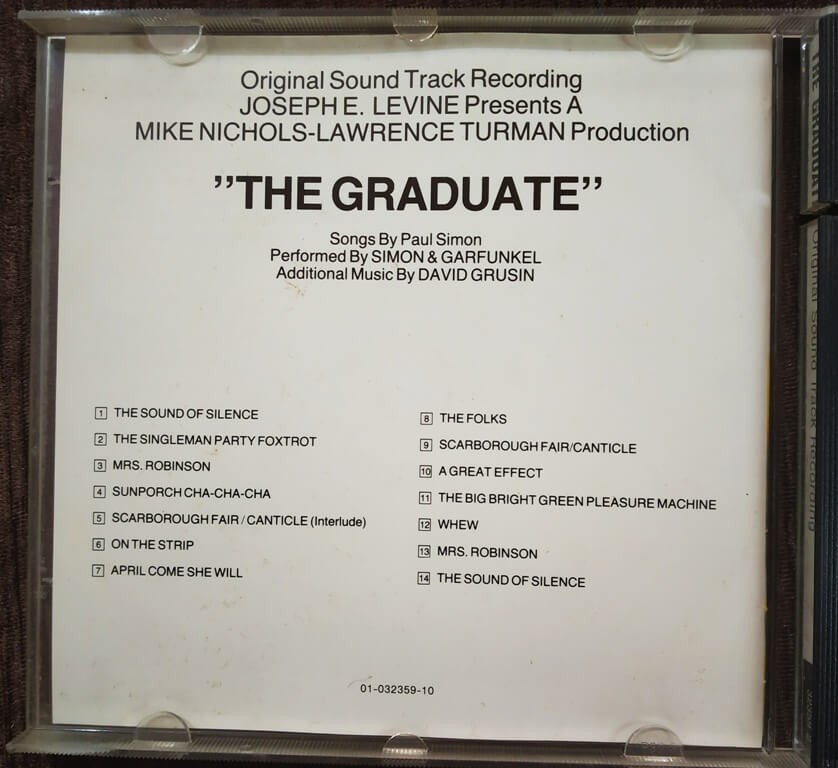 Original Sound Track Recording
JOSEPH E. LEVINE Presents A
MIKE NICHOLS-LAWRENCE TURMAN Production
"THE GRADUATE"
Songs By Paul Simon
Performed By SIMON & GARFUNKEL
Additional Music By DAVID GRUSIN
1 THE SOUND OF SILENCE
2 THE SINGLEMAN PARTY FOXTROT
3 MRS. ROBINSON
4 SUNPORCH CHA-CHA-CHA
5 SCARBOROUGH FAIR / CANTICLE (Interlude)
6 ON THE STRIP
7 APRIL COME SHE WILL
8 THE FOLKS
9 SCARBOROUGH FAIR/CANTICLE
10 A GREAT EFFECT
11 THE BIG BRIGHT GREEN PLEASURE MACHINE
12 WHEW
13 MRS. ROBINSON
14 THE SOUND OF SILENCE
01-032359-10
THE GRADUATE
Original Sound Track Recording